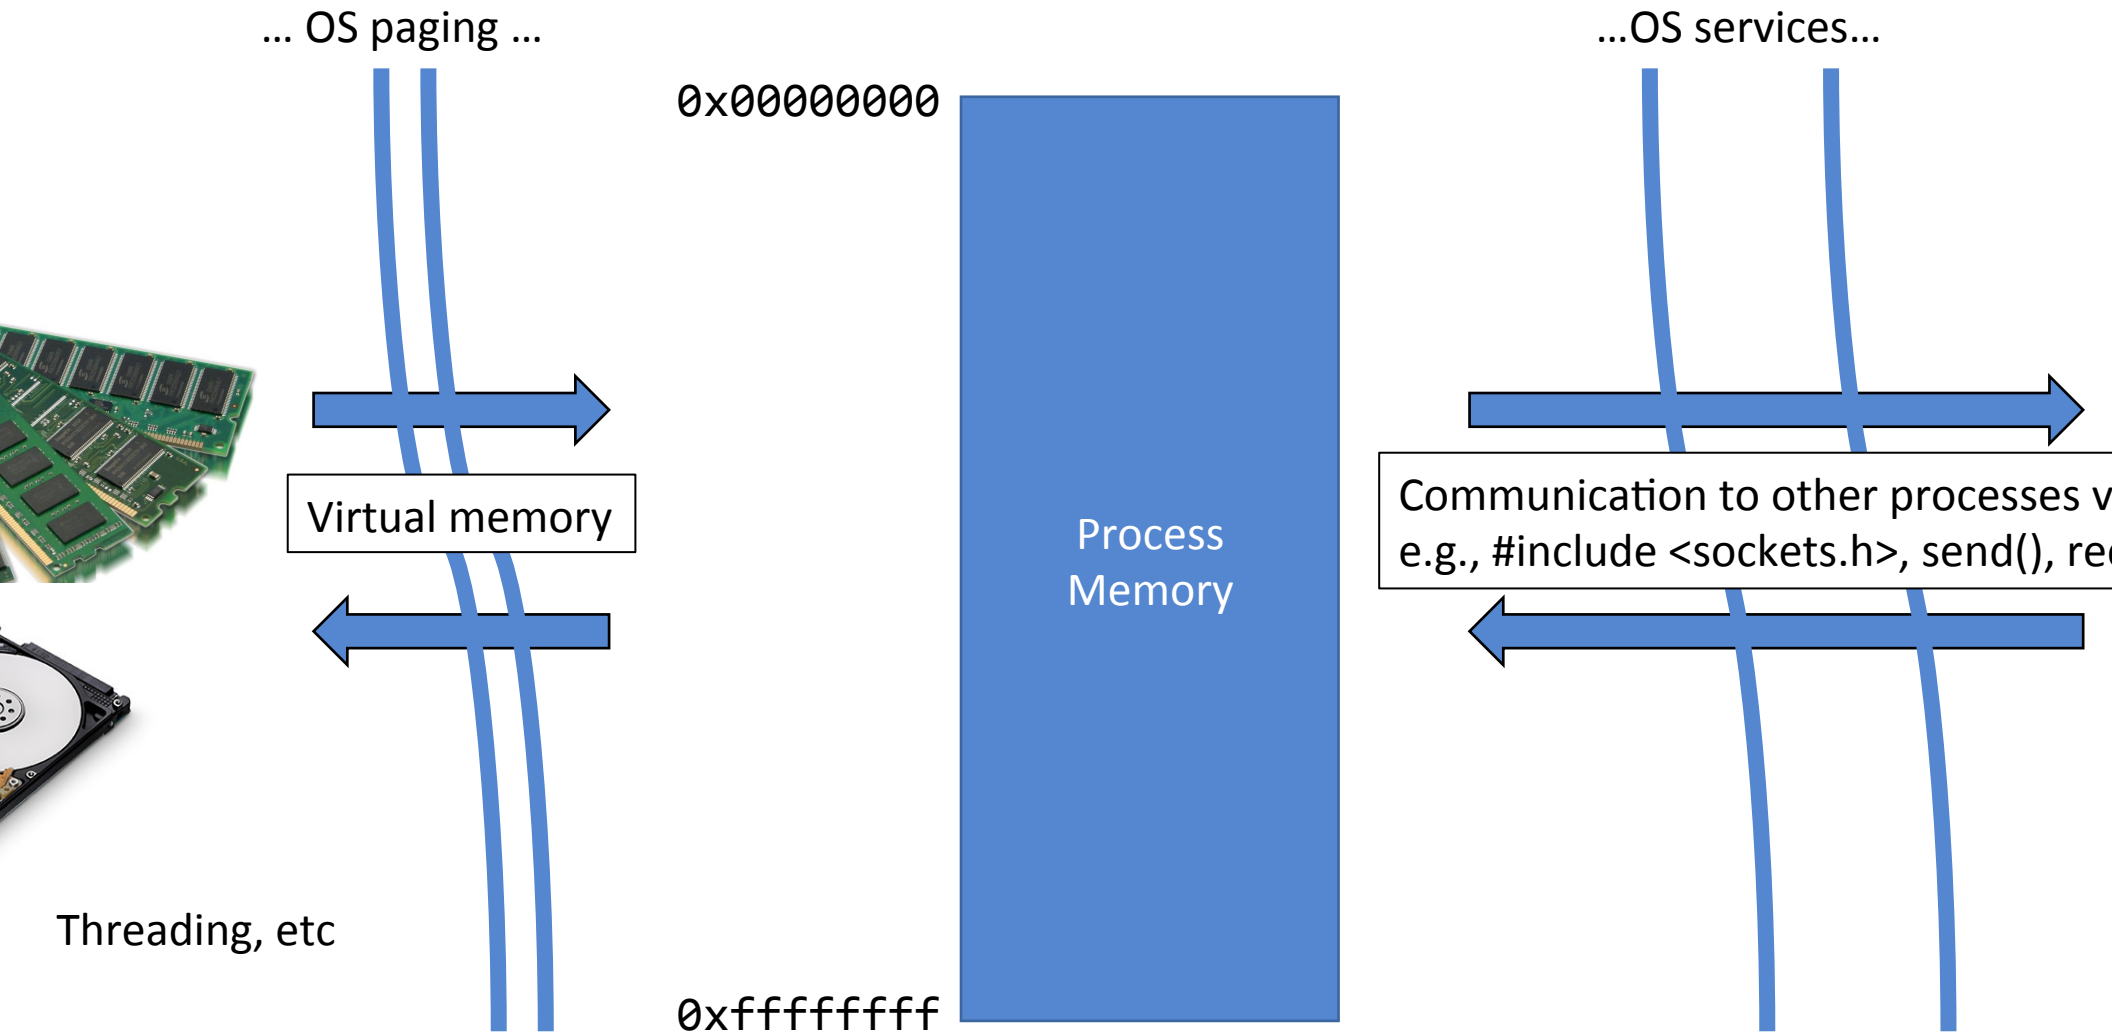 … OS paging …
…OS services…
0x00000000
Virtual memory
Process
Memory
Communication to other processes
e.g., #include <sockets.h>, send(),
Threading, etc
0xffffffff